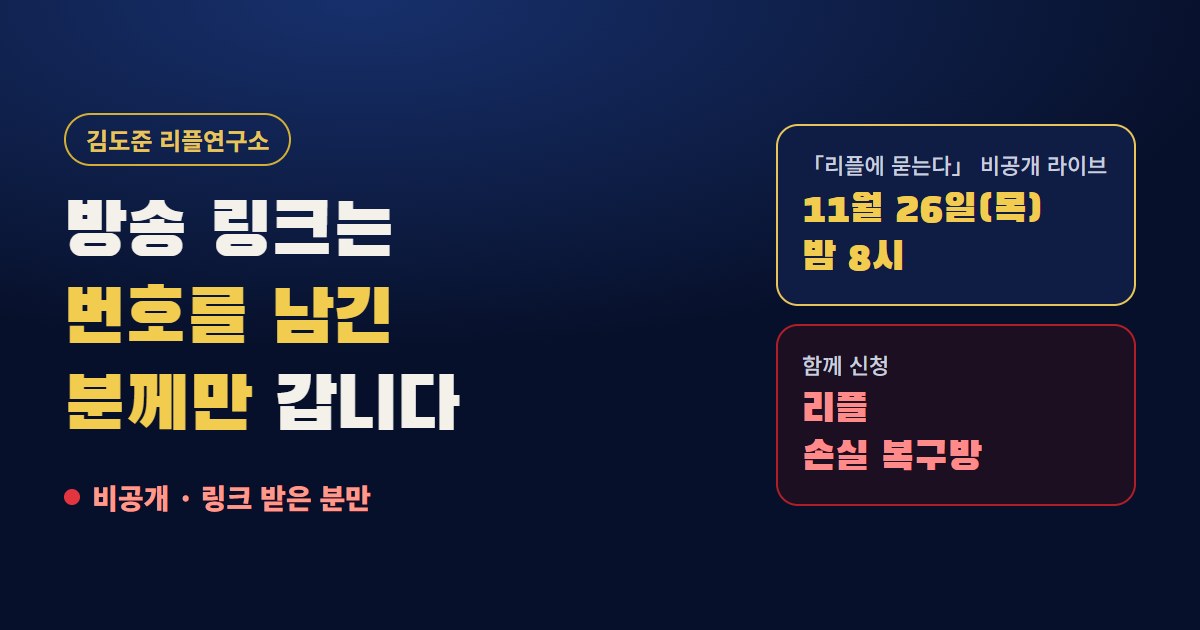 김도준 리플연구소
방송 링크는
번호를 남긴
분께만 갑니다
비공개 · 링크 받은 분만
「리플에 묻는다」 비공개 라이브
11월 26일(목)
밤 8시
함께 신청
리플
손실 복구방